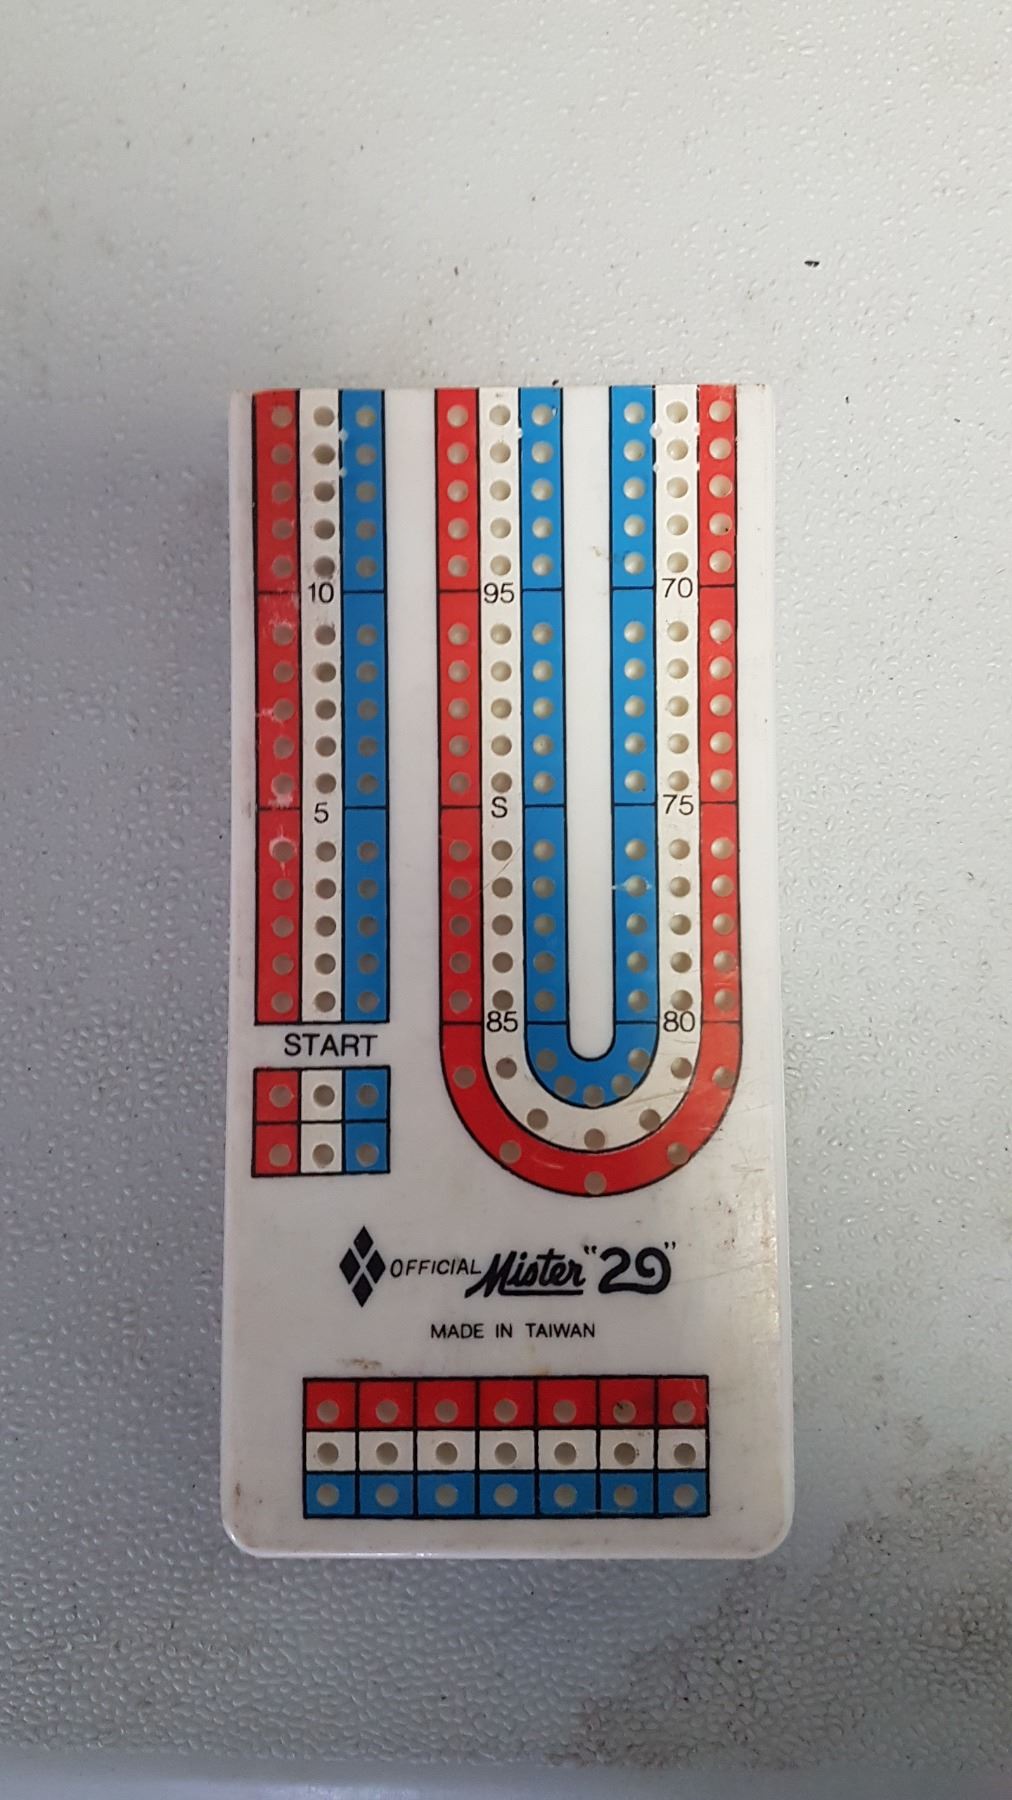 10
95
70
5
S
75
85
80
START
OFFICIAL Mister "29"
MADE IN TAIWAN